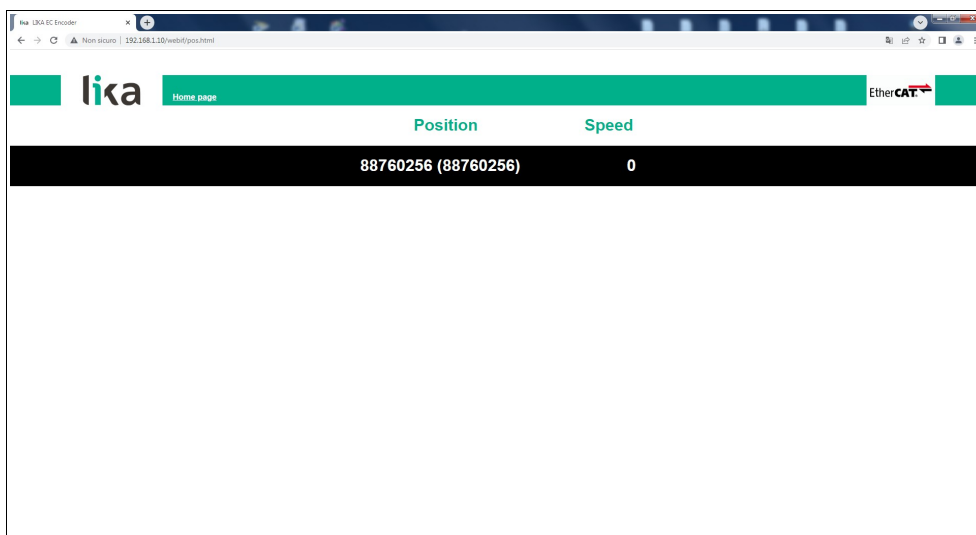 lika LIKA EC Encoder
Non sicuro | 192.168.1.10/webif/pos.html
lika
Home page
EtherCAT.
Position Speed
88760256 (88760256) 0